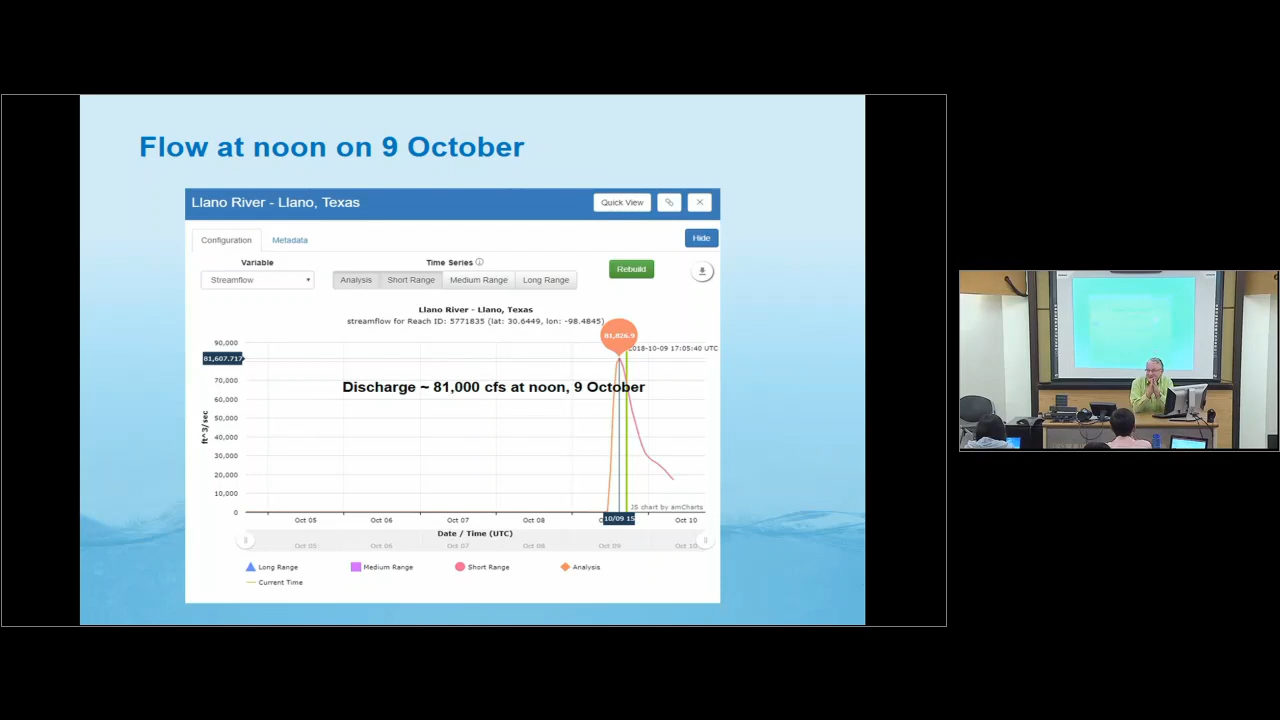 Flow at noon on 9 October
Llano River - Llano, Texas
Quick View
Configuration
Metadata
Hide
Variable
Time Series
Rebuild
Streamflow
Analysis
Short Range
Medium Range
Long Range
Llano River - Llano, Texas
streamflow for Reach ID: 5771835 (lat: 30.6449, lon: -98.4845)
81,826.9
2018-10-09 17:05:40 UTC
90,000
81,607.717
Discharge ~ 81,000 cfs at noon, 9 October
70,000
60,000
50,000
40,000
30,000
20,000
10,000
0
ft^3/sec
JS chart by amCharts
Oct 05
Oct 06
Oct 07
Oct 08
10/09 15
Oct 10
Date / Time (UTC)
Oct 05
Oct 06
Oct 07
Oct 08
Oct 09
Oct 10
Long Range
Medium Range
Short Range
Analysis
Current Time